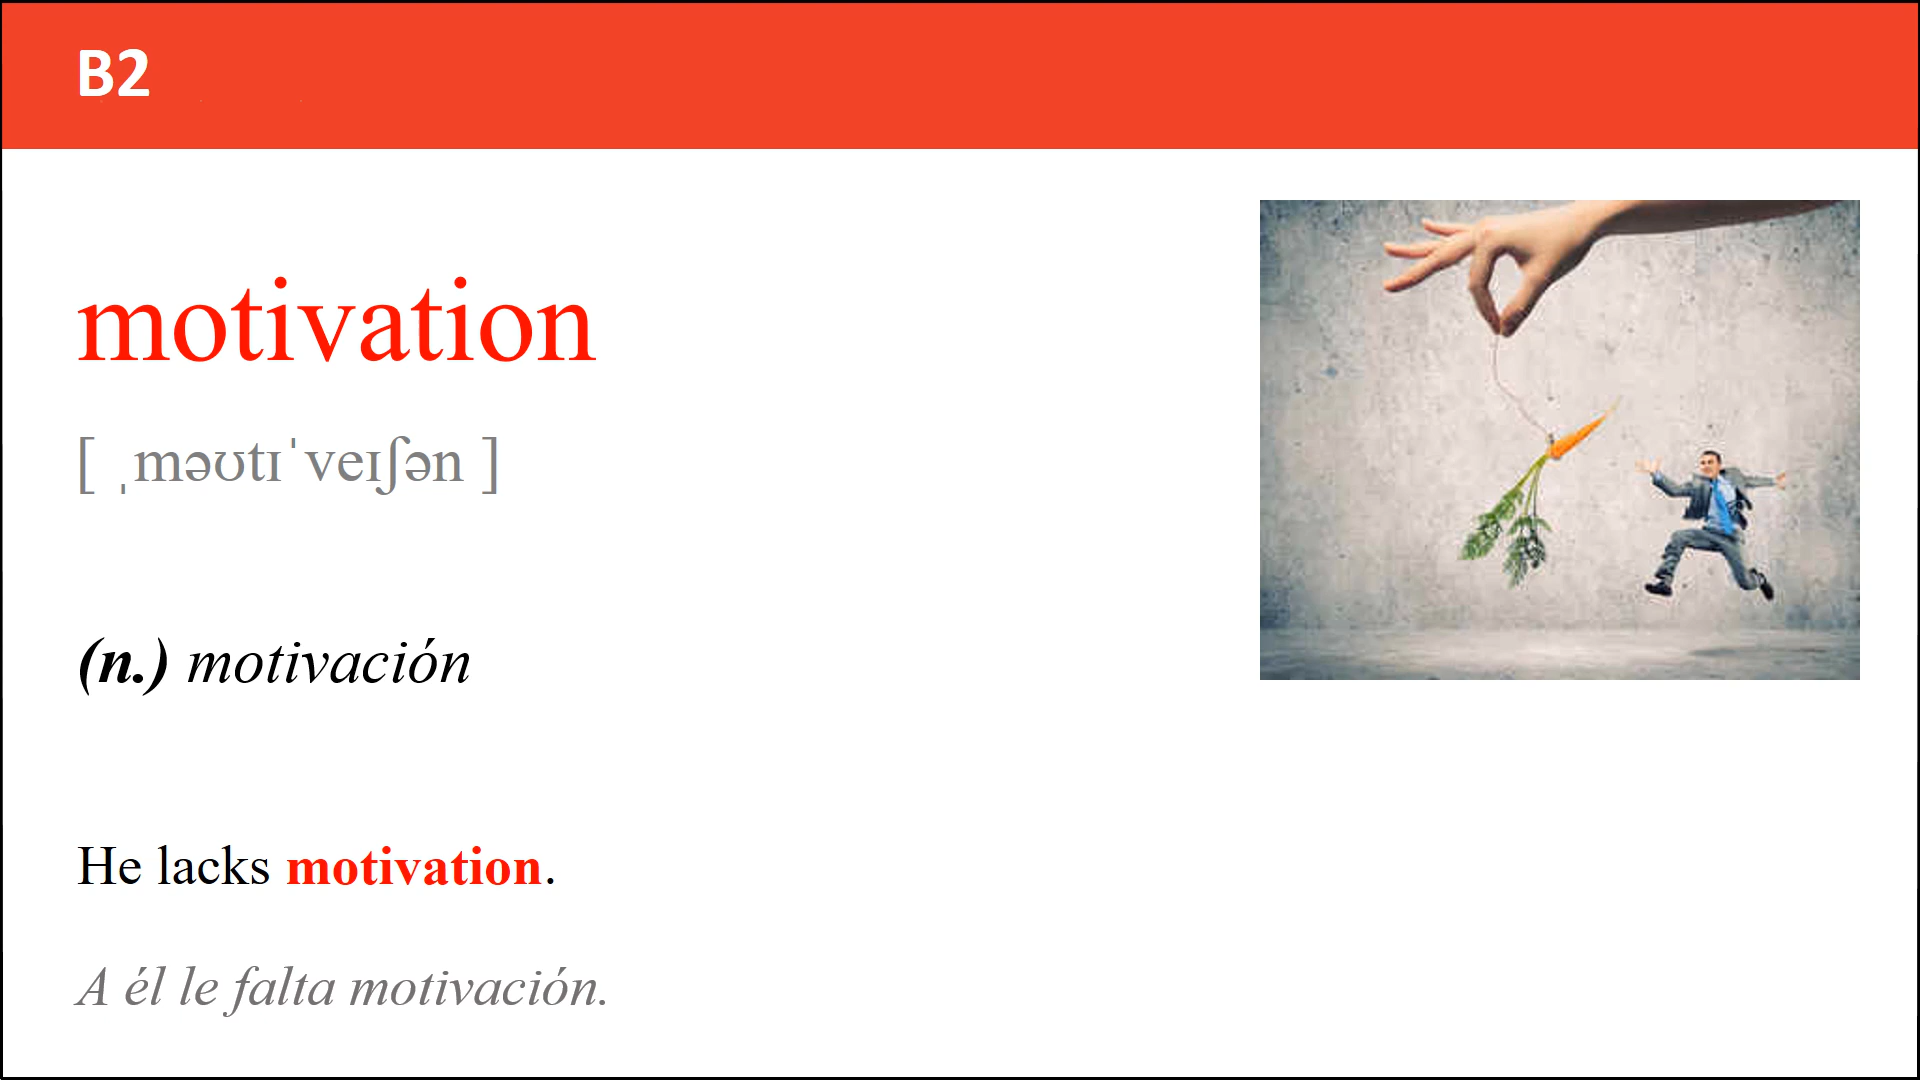 B2
motivation
[ ˌməʊtɪˈveɪʃən ]
(n.) motivación
He lacks motivation.
A él le falta motivación.